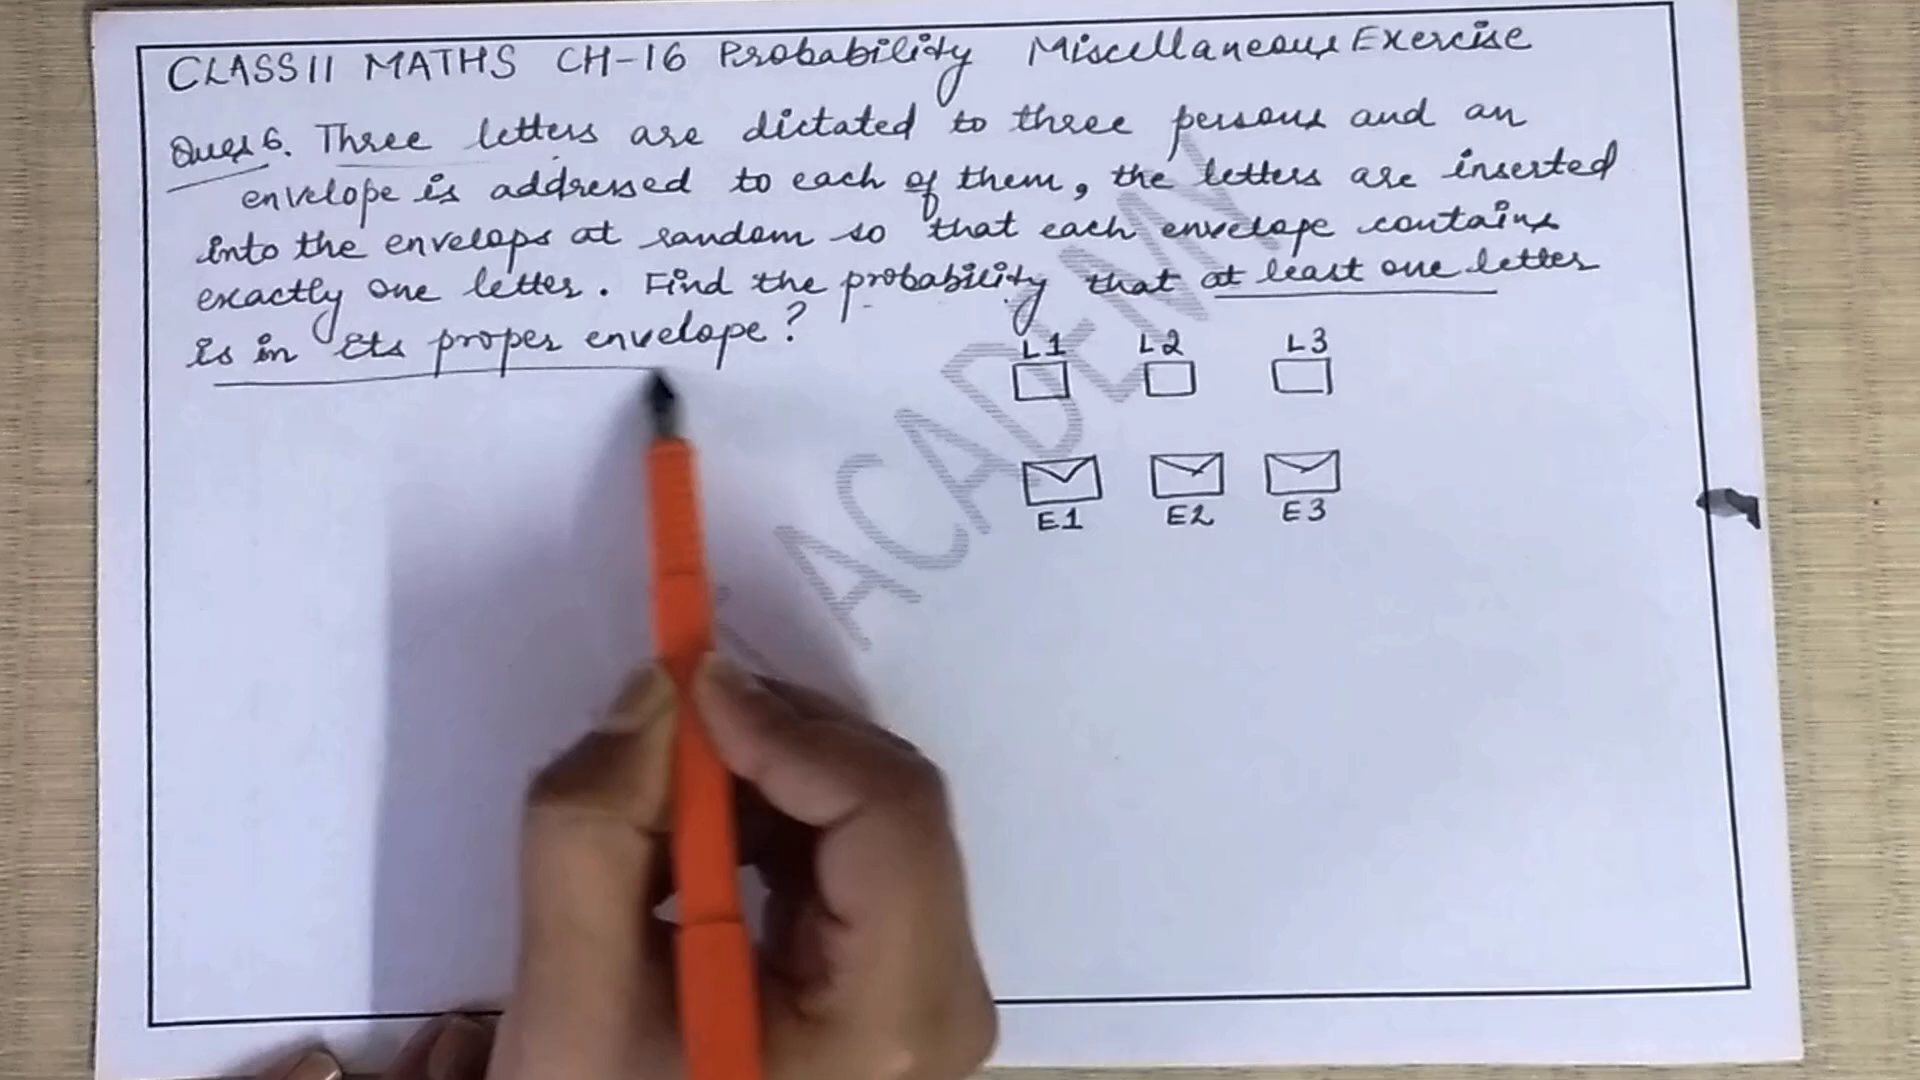 CLASS 11 MATHS CH-16 Probability Miscellaneous Exercise
Ques 6. Three letters are dictated to three persons and an
envelope is addressed to each of them, the letters are inserted
into the envelops at random so that each envelope contains
exactly one letter. Find the probability that at least one letter
is in its proper envelope?
L1 L2 L3
E1 E2 E3
ACADEMY